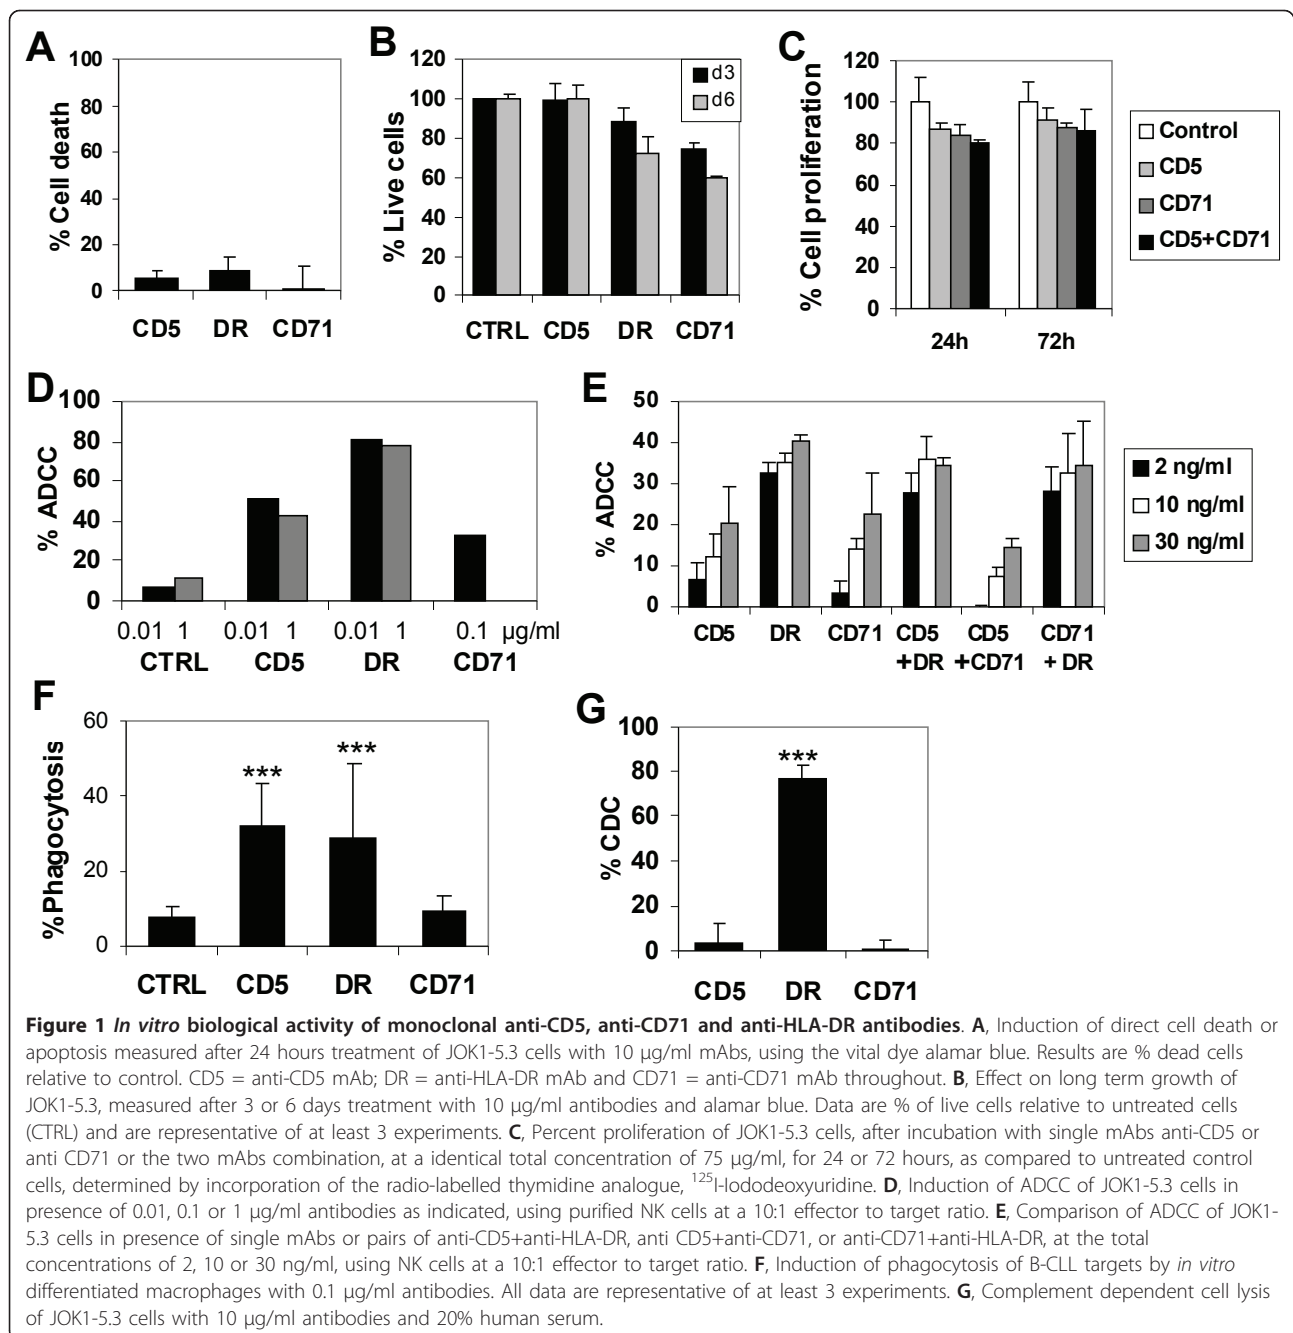 A
% Cell death
100
80
60
40
20
0
CD5 DR CD71
B
% Live cells
120
100
80
60
40
20
0
d3
d6
CTRL CD5 DR CD71
C
% Cell proliferation
120
100
80
60
40
20
0
24h 72h
Control
CD5
CD71
CD5+CD71
D
% ADCC
100
80
60
40
20
0
0.01 1 0.01 1 0.01 1 0.1 µg/ml
CTRL CD5 DR CD71
E
% ADCC
50
40
30
20
10
0
CD5 DR CD71 CD5 CD5 CD71
+DR +CD71 + DR
2 ng/ml
10 ng/ml
30 ng/ml
F
%Phagocytosis
60
40
20
0
*** ***
CTRL CD5 DR CD71
G
% CDC
100
80
60
40
20
0
***
CD5 DR CD71
Figure 1 In vitro biological activity of monoclonal anti-CD5, anti-CD71 and anti-HLA-DR antibodies. A, Induction of direct cell death or
apoptosis measured after 24 hours treatment of JOK1-5.3 cells with 10 µg/ml mAbs, using the vital dye alamar blue. Results are % dead cells
relative to control. CD5 = anti-CD5 mAb; DR = anti-HLA-DR mAb and CD71 = anti-CD71 mAb throughout. B, Effect on long term growth of
JOK1-5.3, measured after 3 or 6 days treatment with 10 µg/ml antibodies and alamar blue. Data are % of live cells relative to untreated cells
(CTRL) and are representative of at least 3 experiments. C, Percent proliferation of JOK1-5.3 cells, after incubation with single mAbs anti-CD5 or
anti CD71 or the two mAbs combination, at a identical total concentration of 75 µg/ml, for 24 or 72 hours, as compared to untreated control
cells, determined by incorporation of the radio-labelled thymidine analogue, ¹²⁵I-Iododeoxyuridine. D, Induction of ADCC of JOK1-5.3 cells in
presence of 0.01, 0.1 or 1 µg/ml antibodies as indicated, using purified NK cells at a 10:1 effector to target ratio. E, Comparison of ADCC of JOK1-
5.3 cells in presence of single mAbs or pairs of anti-CD5+anti-HLA-DR, anti CD5+anti-CD71, or anti-CD71+anti-HLA-DR, at the total
concentrations of 2, 10 or 30 ng/ml, using NK cells at a 10:1 effector to target ratio. F, Induction of phagocytosis of B-CLL targets by in vitro
differentiated macrophages with 0.1 µg/ml antibodies. All data are representative of at least 3 experiments. G, Complement dependent cell lysis
of JOK1-5.3 cells with 10 µg/ml antibodies and 20% human serum.